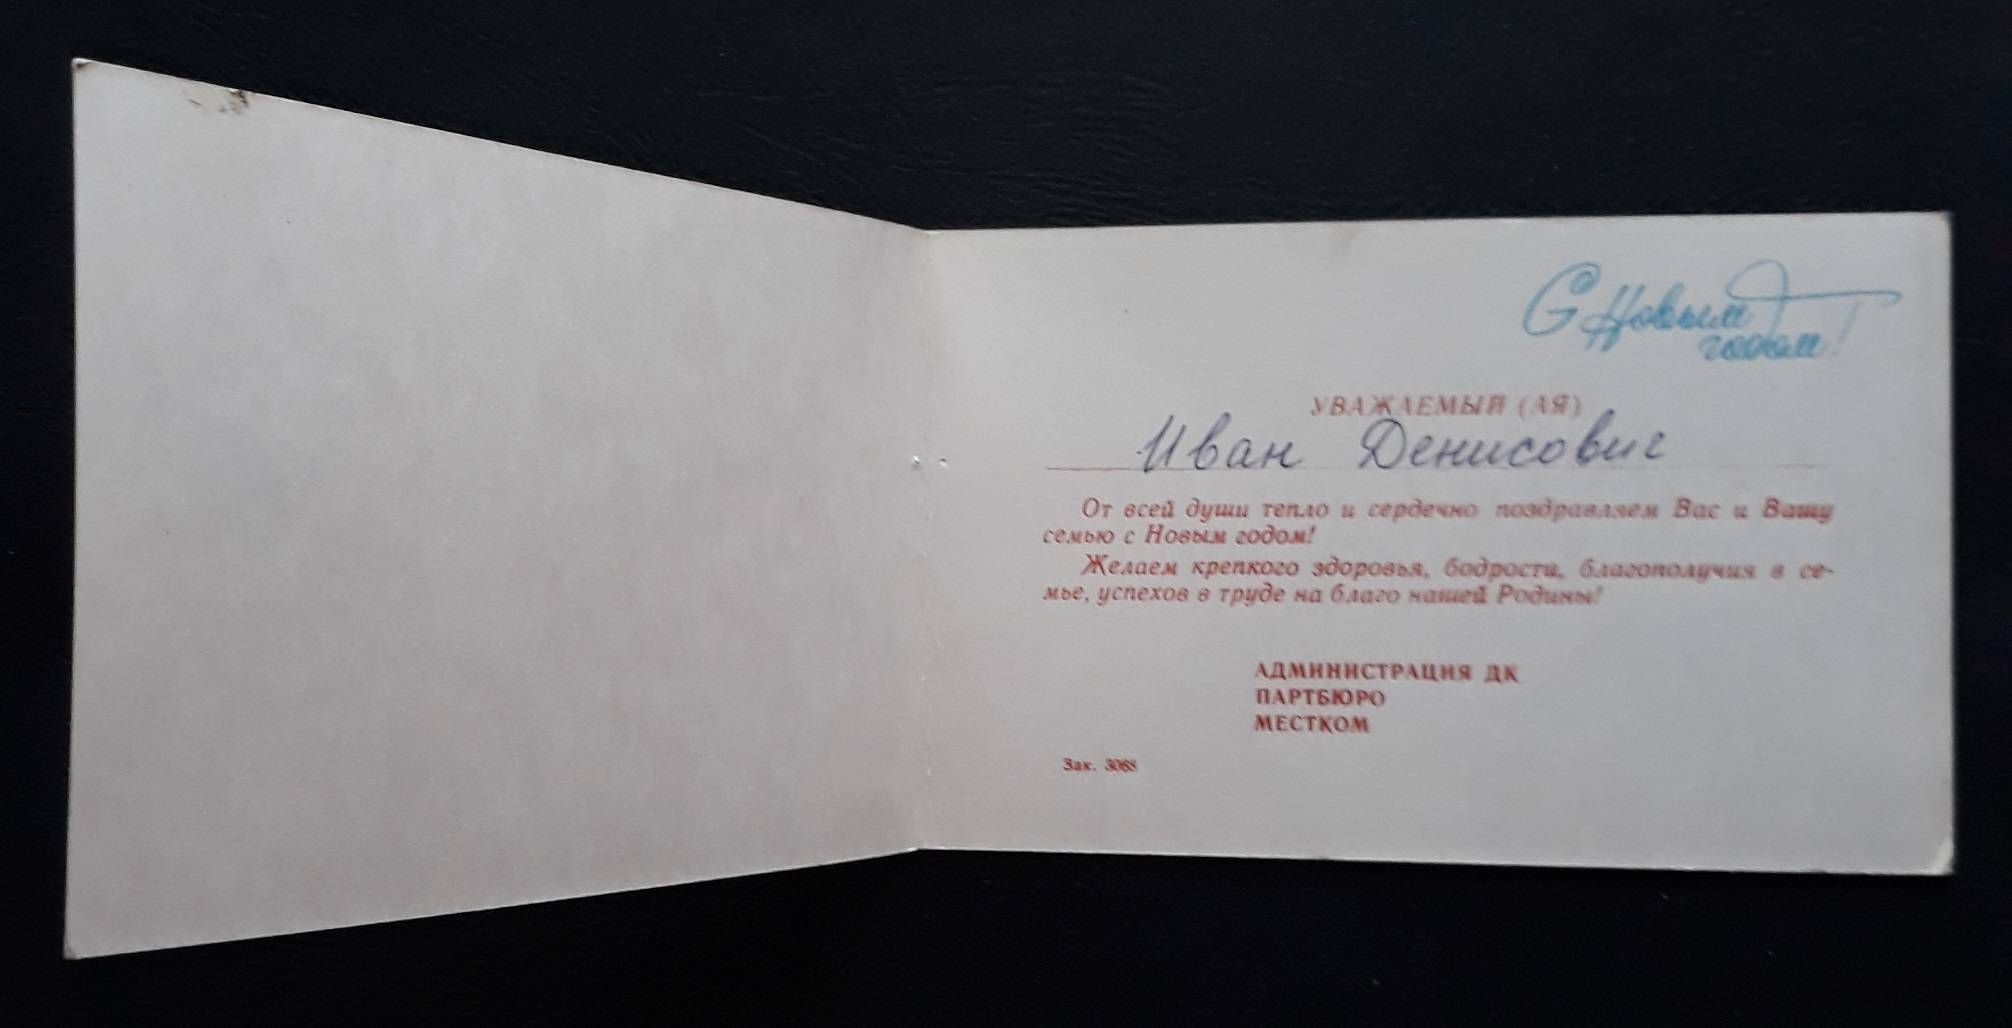 С Новым
годом!
УВАЖАЕМЫЙ (АЯ)
Иван Денисович
От всей души тепло и сердечно поздравляем Вас и Вашу
семью с Новым годом!
Желаем крепкого здоровья, бодрости, благополучия в се-
мье, успехов в труде на благо нашей Родины!
АДМИНИСТРАЦИЯ ДК
ПАРТБЮРО
МЕСТКОМ
Зак. 3068